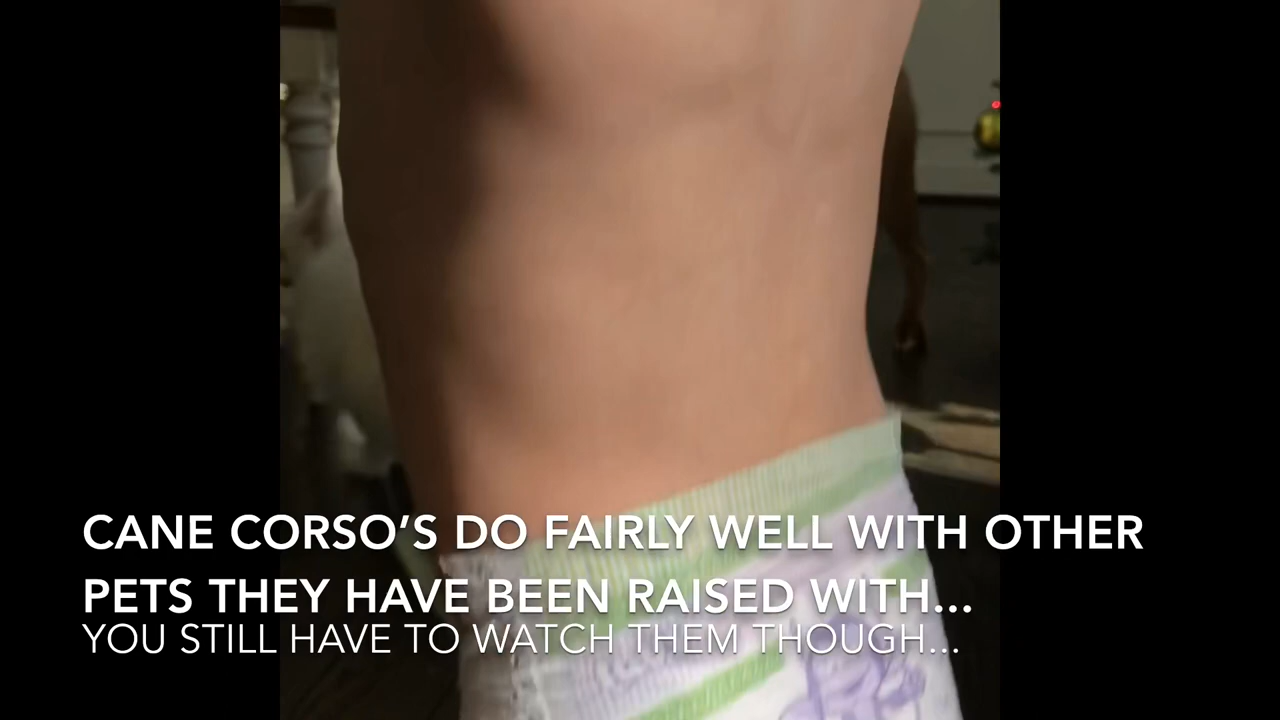 CANE CORSO’S DO FAIRLY WELL WITH OTHER
PETS THEY HAVE BEEN RAISED WITH...
YOU STILL HAVE TO WATCH THEM THOUGH...